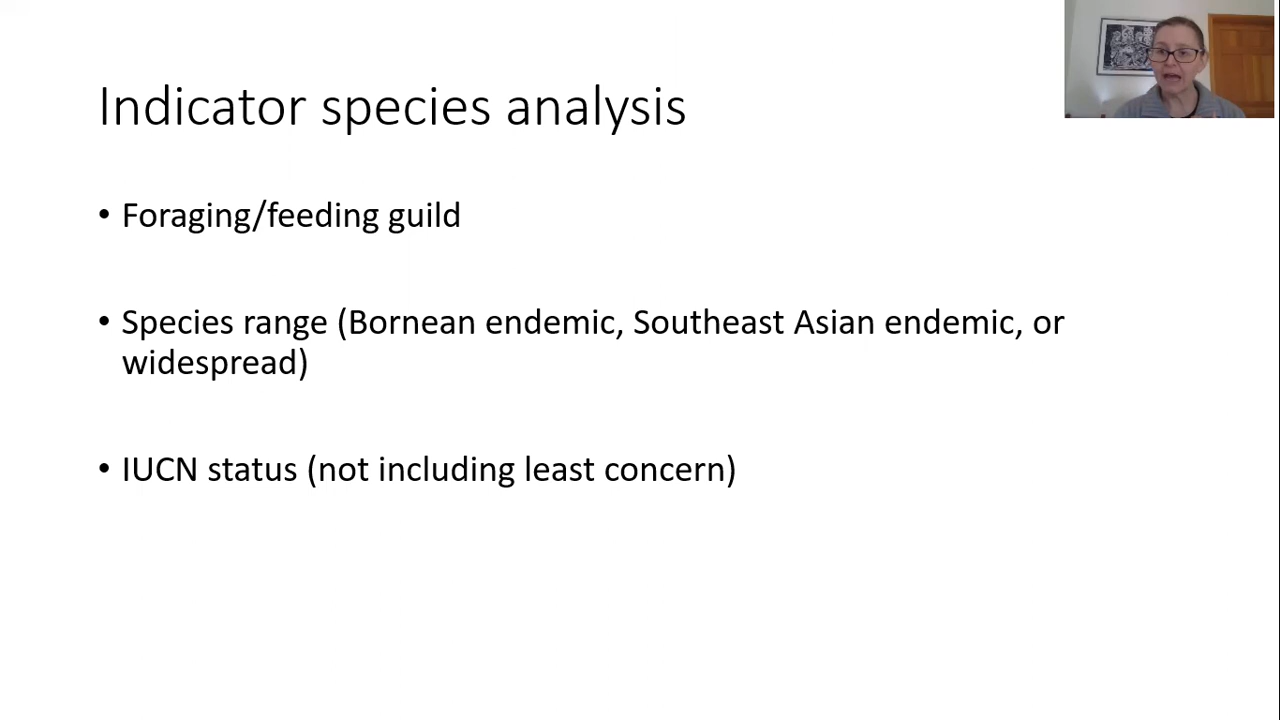 Indicator species analysis
• Foraging/feeding guild
• Species range (Bornean endemic, Southeast Asian endemic, or
widespread)
• IUCN status (not including least concern)